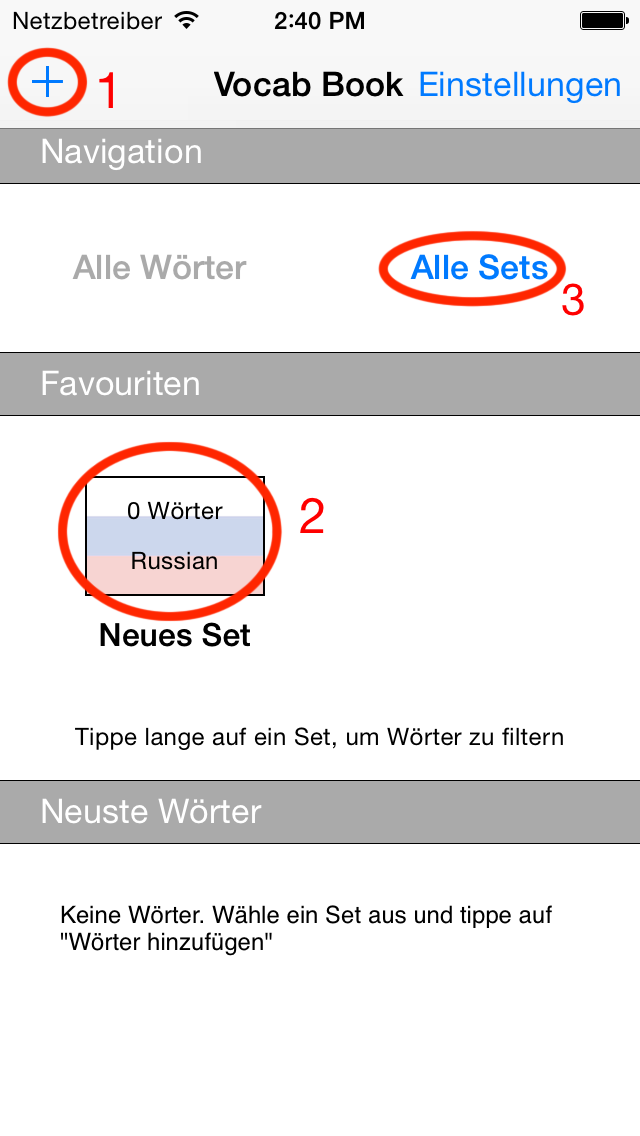 Netzbetreiber 2:40 PM
+ 1 Vocab Book Einstellungen
Navigation
Alle Wörter Alle Sets
3
Favouriten
0 Wörter
2
Russian
Neues Set
Tippe lange auf ein Set, um Wörter zu filtern
Neuste Wörter
Keine Wörter. Wähle ein Set aus und tippe auf
"Wörter hinzufügen"